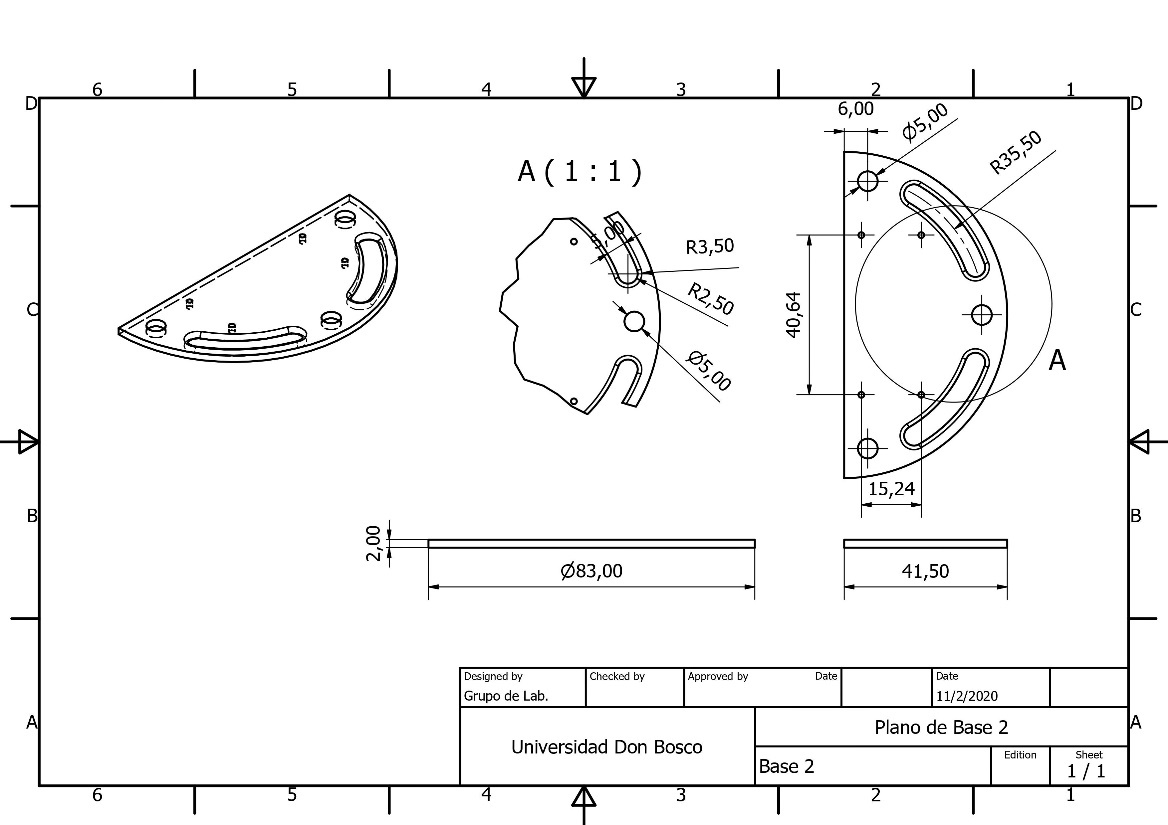 6 5 4 3 2 1
D D
6,00
Ø5,00
R35,50
A ( 1 : 1 )
R3,50
R2,50
Ø5,00
40,64
C C
A
15,24
B B
2,00
Ø83,00
41,50
Designed by
Grupo de Lab.
Checked by
Approved by
Date
Date
11/2/2020
A A
Universidad Don Bosco
Plano de Base 2
Base 2
Edition
Sheet
1 / 1
6 5 4 3 2 1